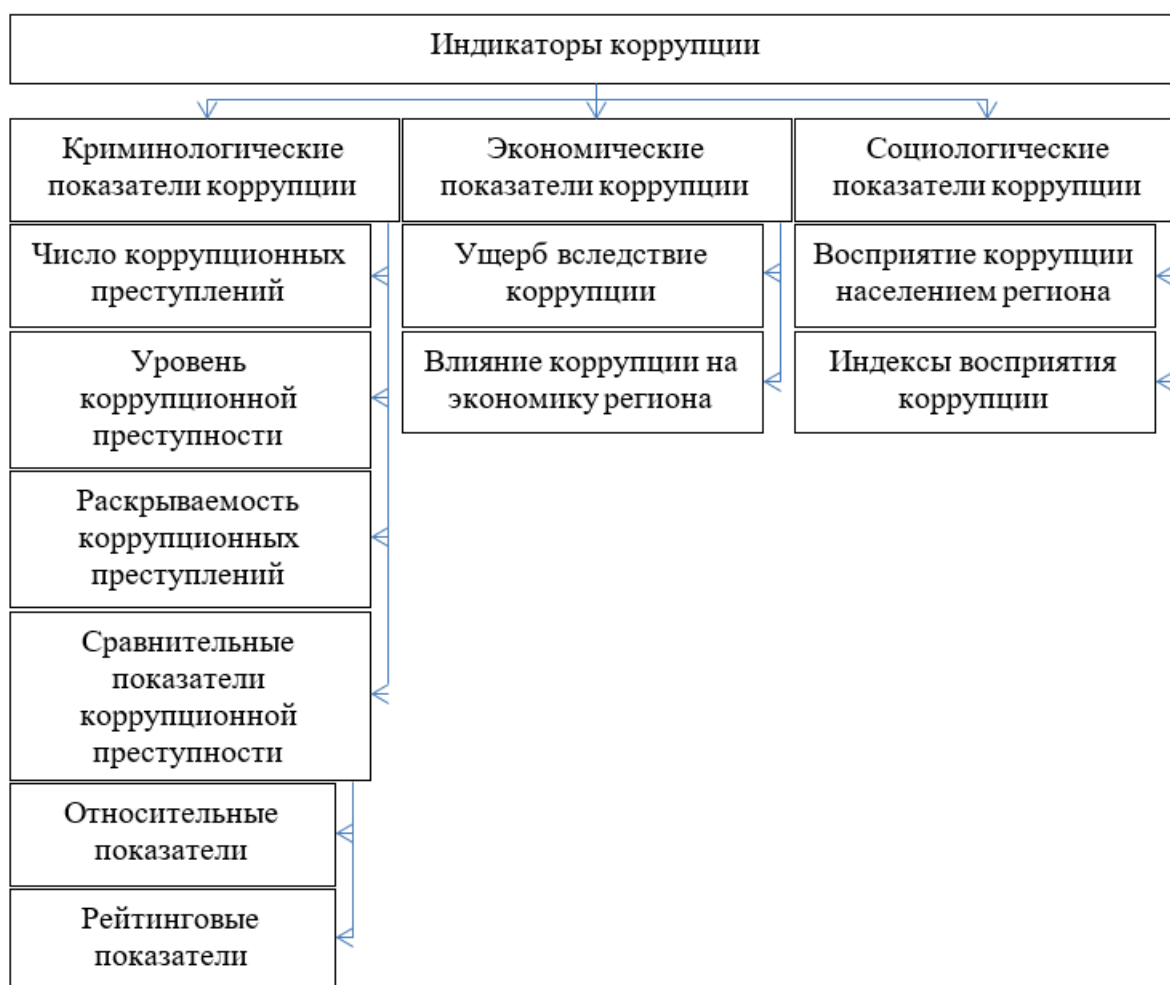 Индикаторы коррупции
Криминологические
показатели коррупции
Экономические
показатели коррупции
Социологические
показатели коррупции
Число коррупционных
преступлений
Ущерб вследствие
коррупции
Восприятие коррупции
населением региона
Уровень
коррупционной
преступности
Влияние коррупции на
экономику региона
Индексы восприятия
коррупции
Раскрываемость
коррупционных
преступлений
Сравнительные
показатели
коррупционной
преступности
Относительные
показатели
Рейтинговые
показатели